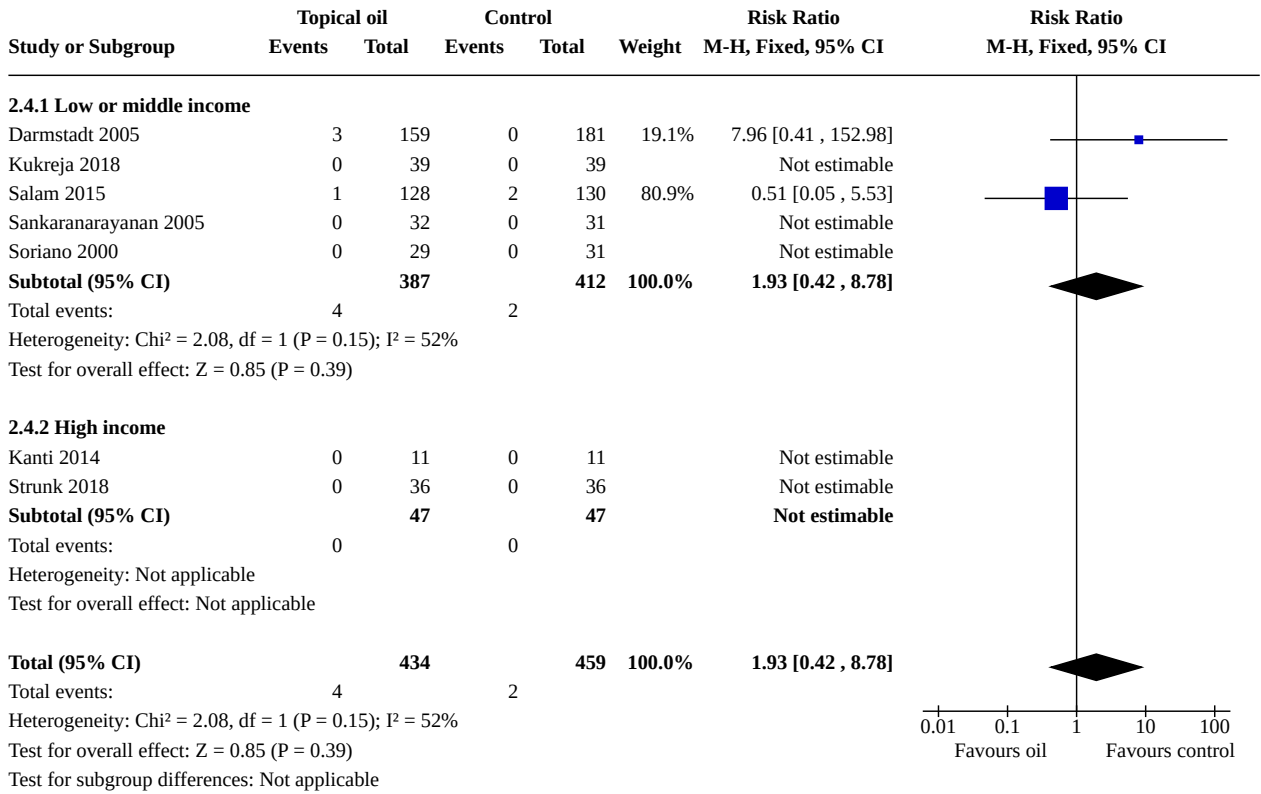 Topical oil Control Risk Ratio Risk Ratio
Study or Subgroup Events Total Events Total Weight M-H, Fixed, 95% CI M-H, Fixed, 95% CI
2.4.1 Low or middle income
Darmstadt 2005 3 159 0 181 19.1% 7.96 [0.41 , 152.98]
Kukreja 2018 0 39 0 39 Not estimable
Salam 2015 1 128 2 130 80.9% 0.51 [0.05 , 5.53]
Sankaranarayanan 2005 0 32 0 31 Not estimable
Soriano 2000 0 29 0 31 Not estimable
Subtotal (95% CI) 387 412 100.0% 1.93 [0.42 , 8.78]
Total events: 4 2
Heterogeneity: Chi² = 2.08, df = 1 (P = 0.15); I² = 52%
Test for overall effect: Z = 0.85 (P = 0.39)
2.4.2 High income
Kanti 2014 0 11 0 11 Not estimable
Strunk 2018 0 36 0 36 Not estimable
Subtotal (95% CI) 47 47 Not estimable
Total events: 0 0
Heterogeneity: Not applicable
Test for overall effect: Not applicable
Total (95% CI) 434 459 100.0% 1.93 [0.42 , 8.78]
Total events: 4 2
Heterogeneity: Chi² = 2.08, df = 1 (P = 0.15); I² = 52%
0.01 0.1 1 10 100
Test for overall effect: Z = 0.85 (P = 0.39) Favours oil Favours control
Test for subgroup differences: Not applicable